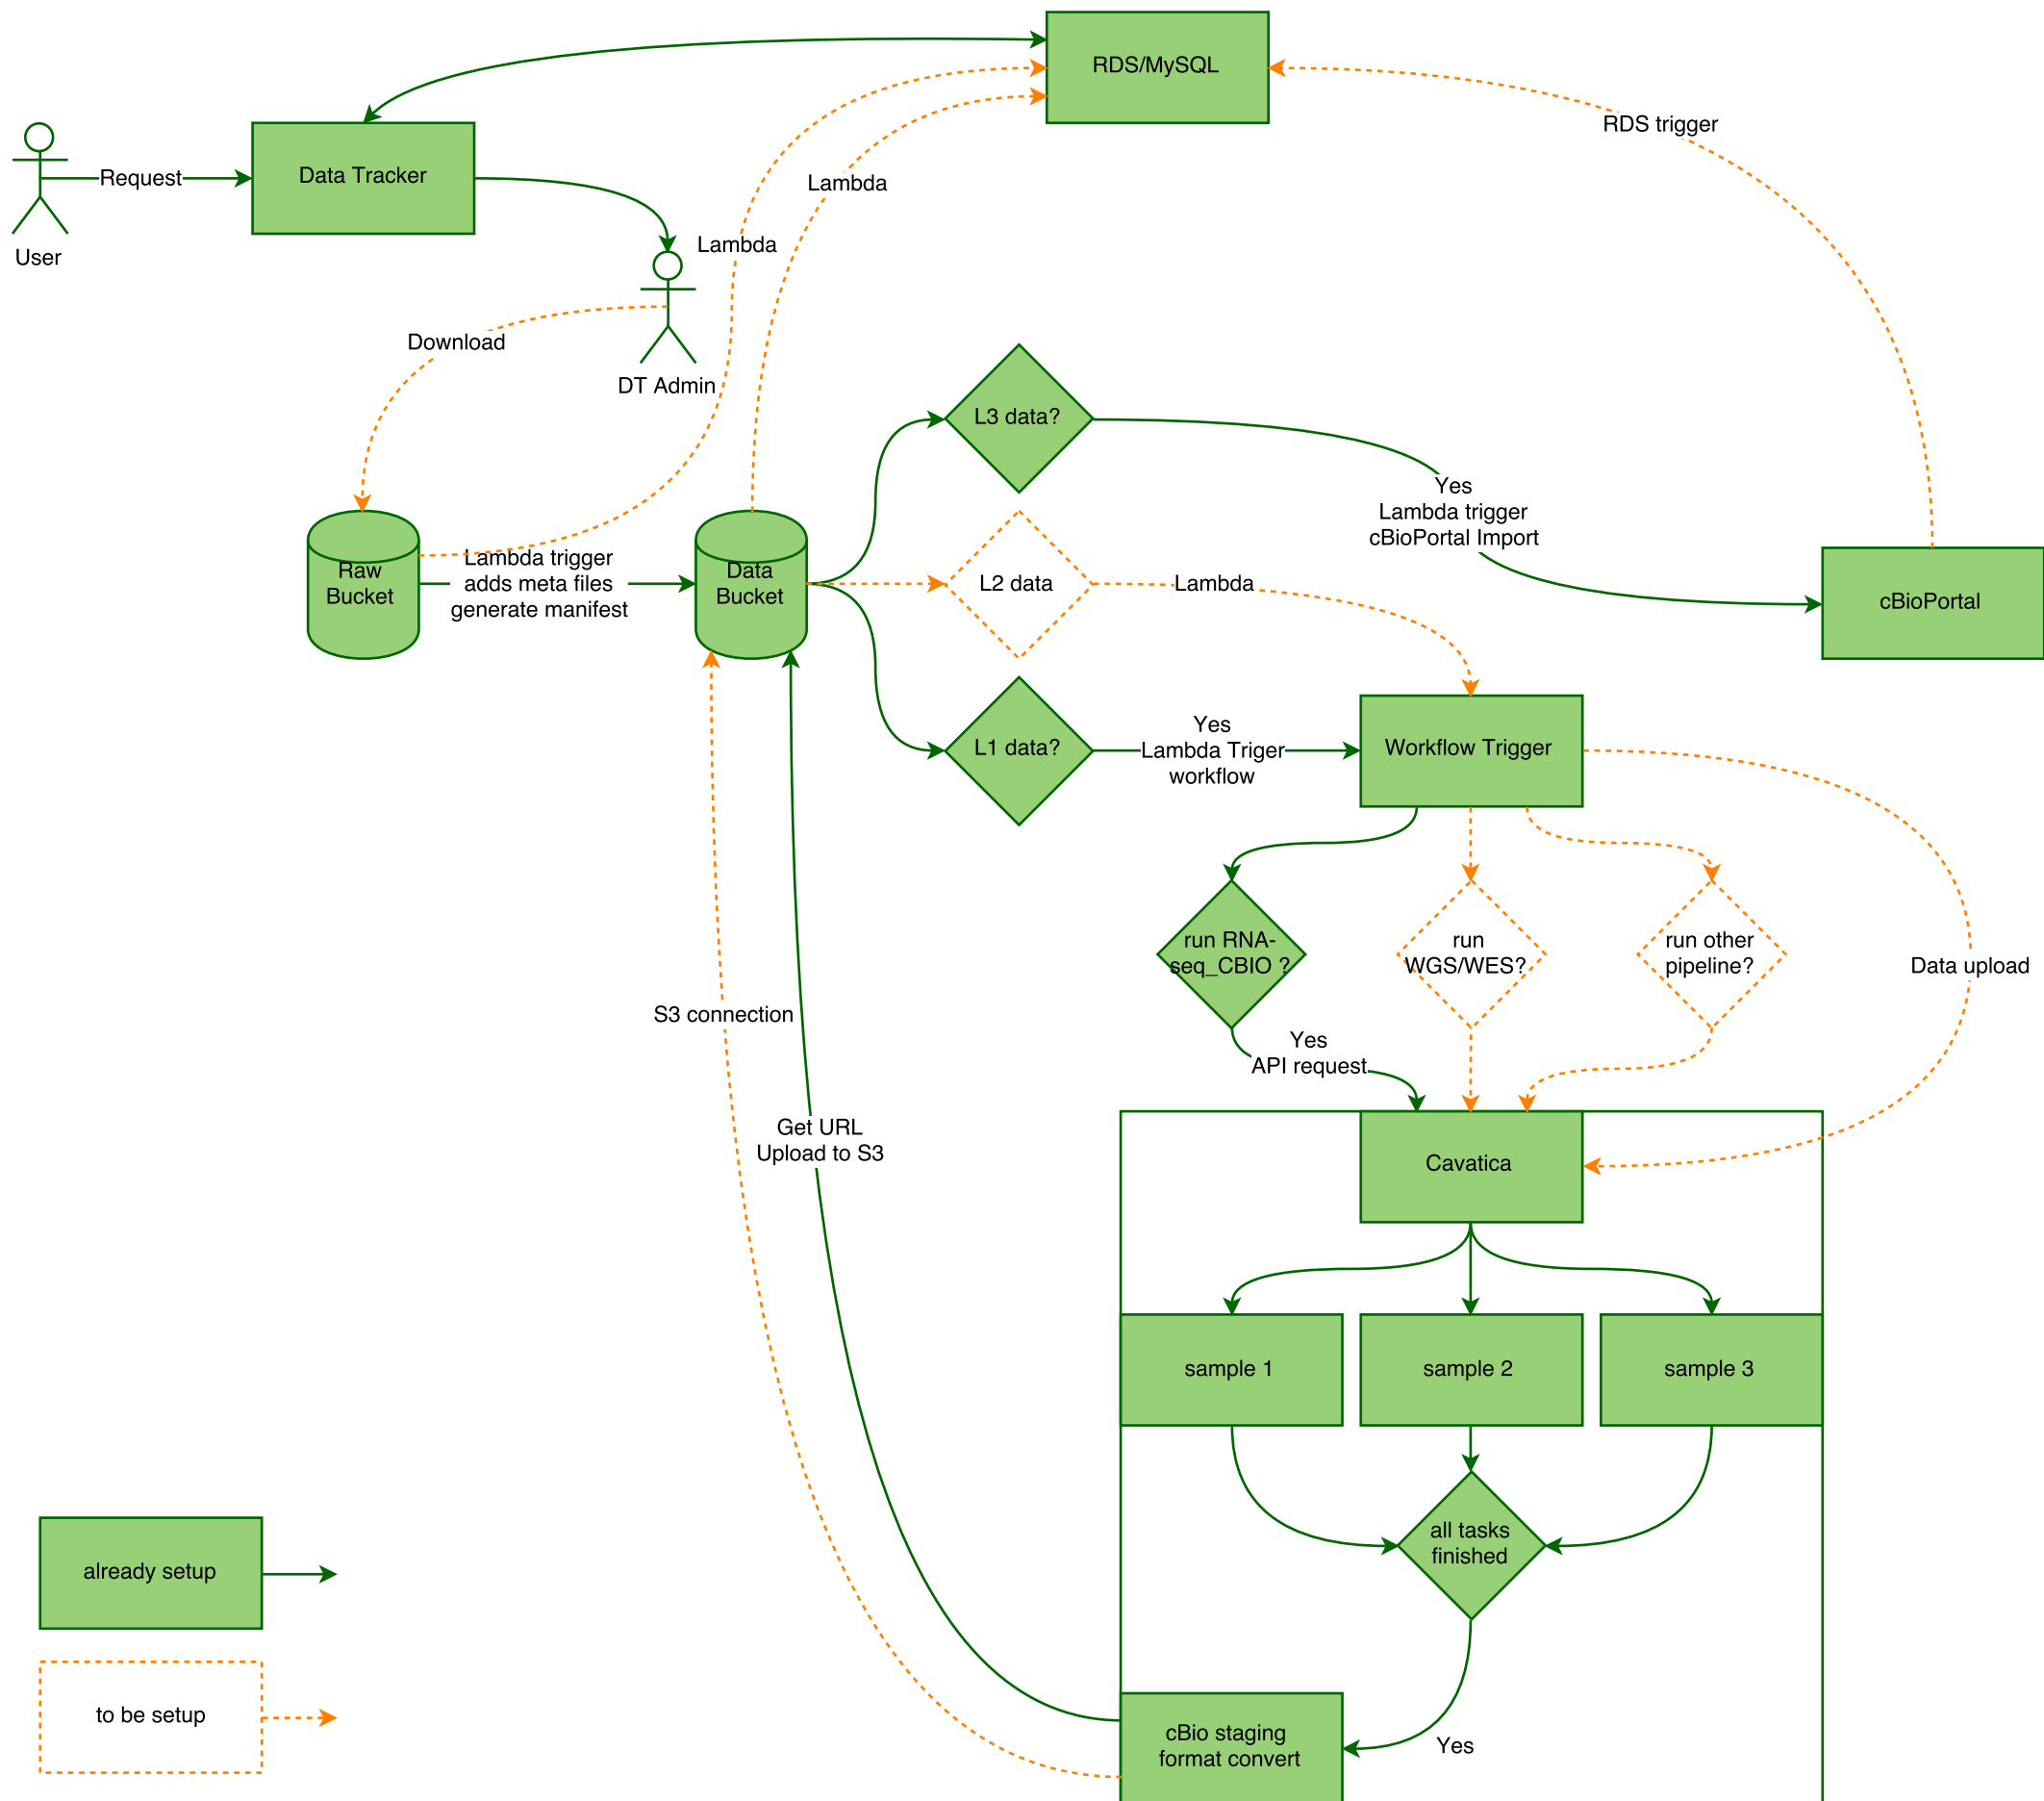 RDS/MySQL
RDS trigger
Data Tracker
Request
User
Lambda
Lambda
Download
DT Admin
L3 data?
Yes
Lambda trigger
cBioPortal Import
Raw
Bucket
Lambda trigger
adds meta files
generate manifest
Data
Bucket
L2 data
Lambda
cBioPortal
L1 data?
Yes
Lambda Triger
workflow
Workflow Trigger
run RNA-
seq_CBIO ?
run
WGS/WES?
run other
pipeline?
Data upload
S3 connection
Yes
API request
Get URL
Upload to S3
Cavatica
sample 1
sample 2
sample 3
all tasks
finished
already setup
to be setup
cBio staging
format convert
Yes